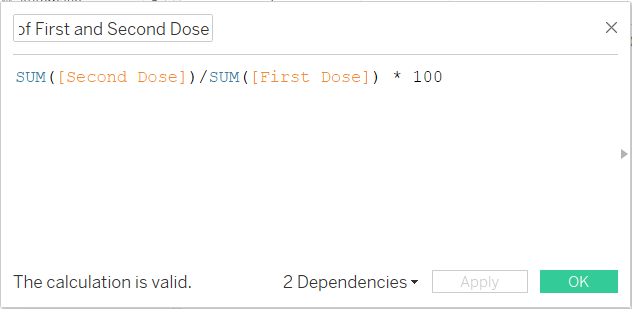 of First and Second Dose
SUM([Second Dose])/SUM([First Dose]) * 100
The calculation is valid.
2 Dependencies
Apply
OK